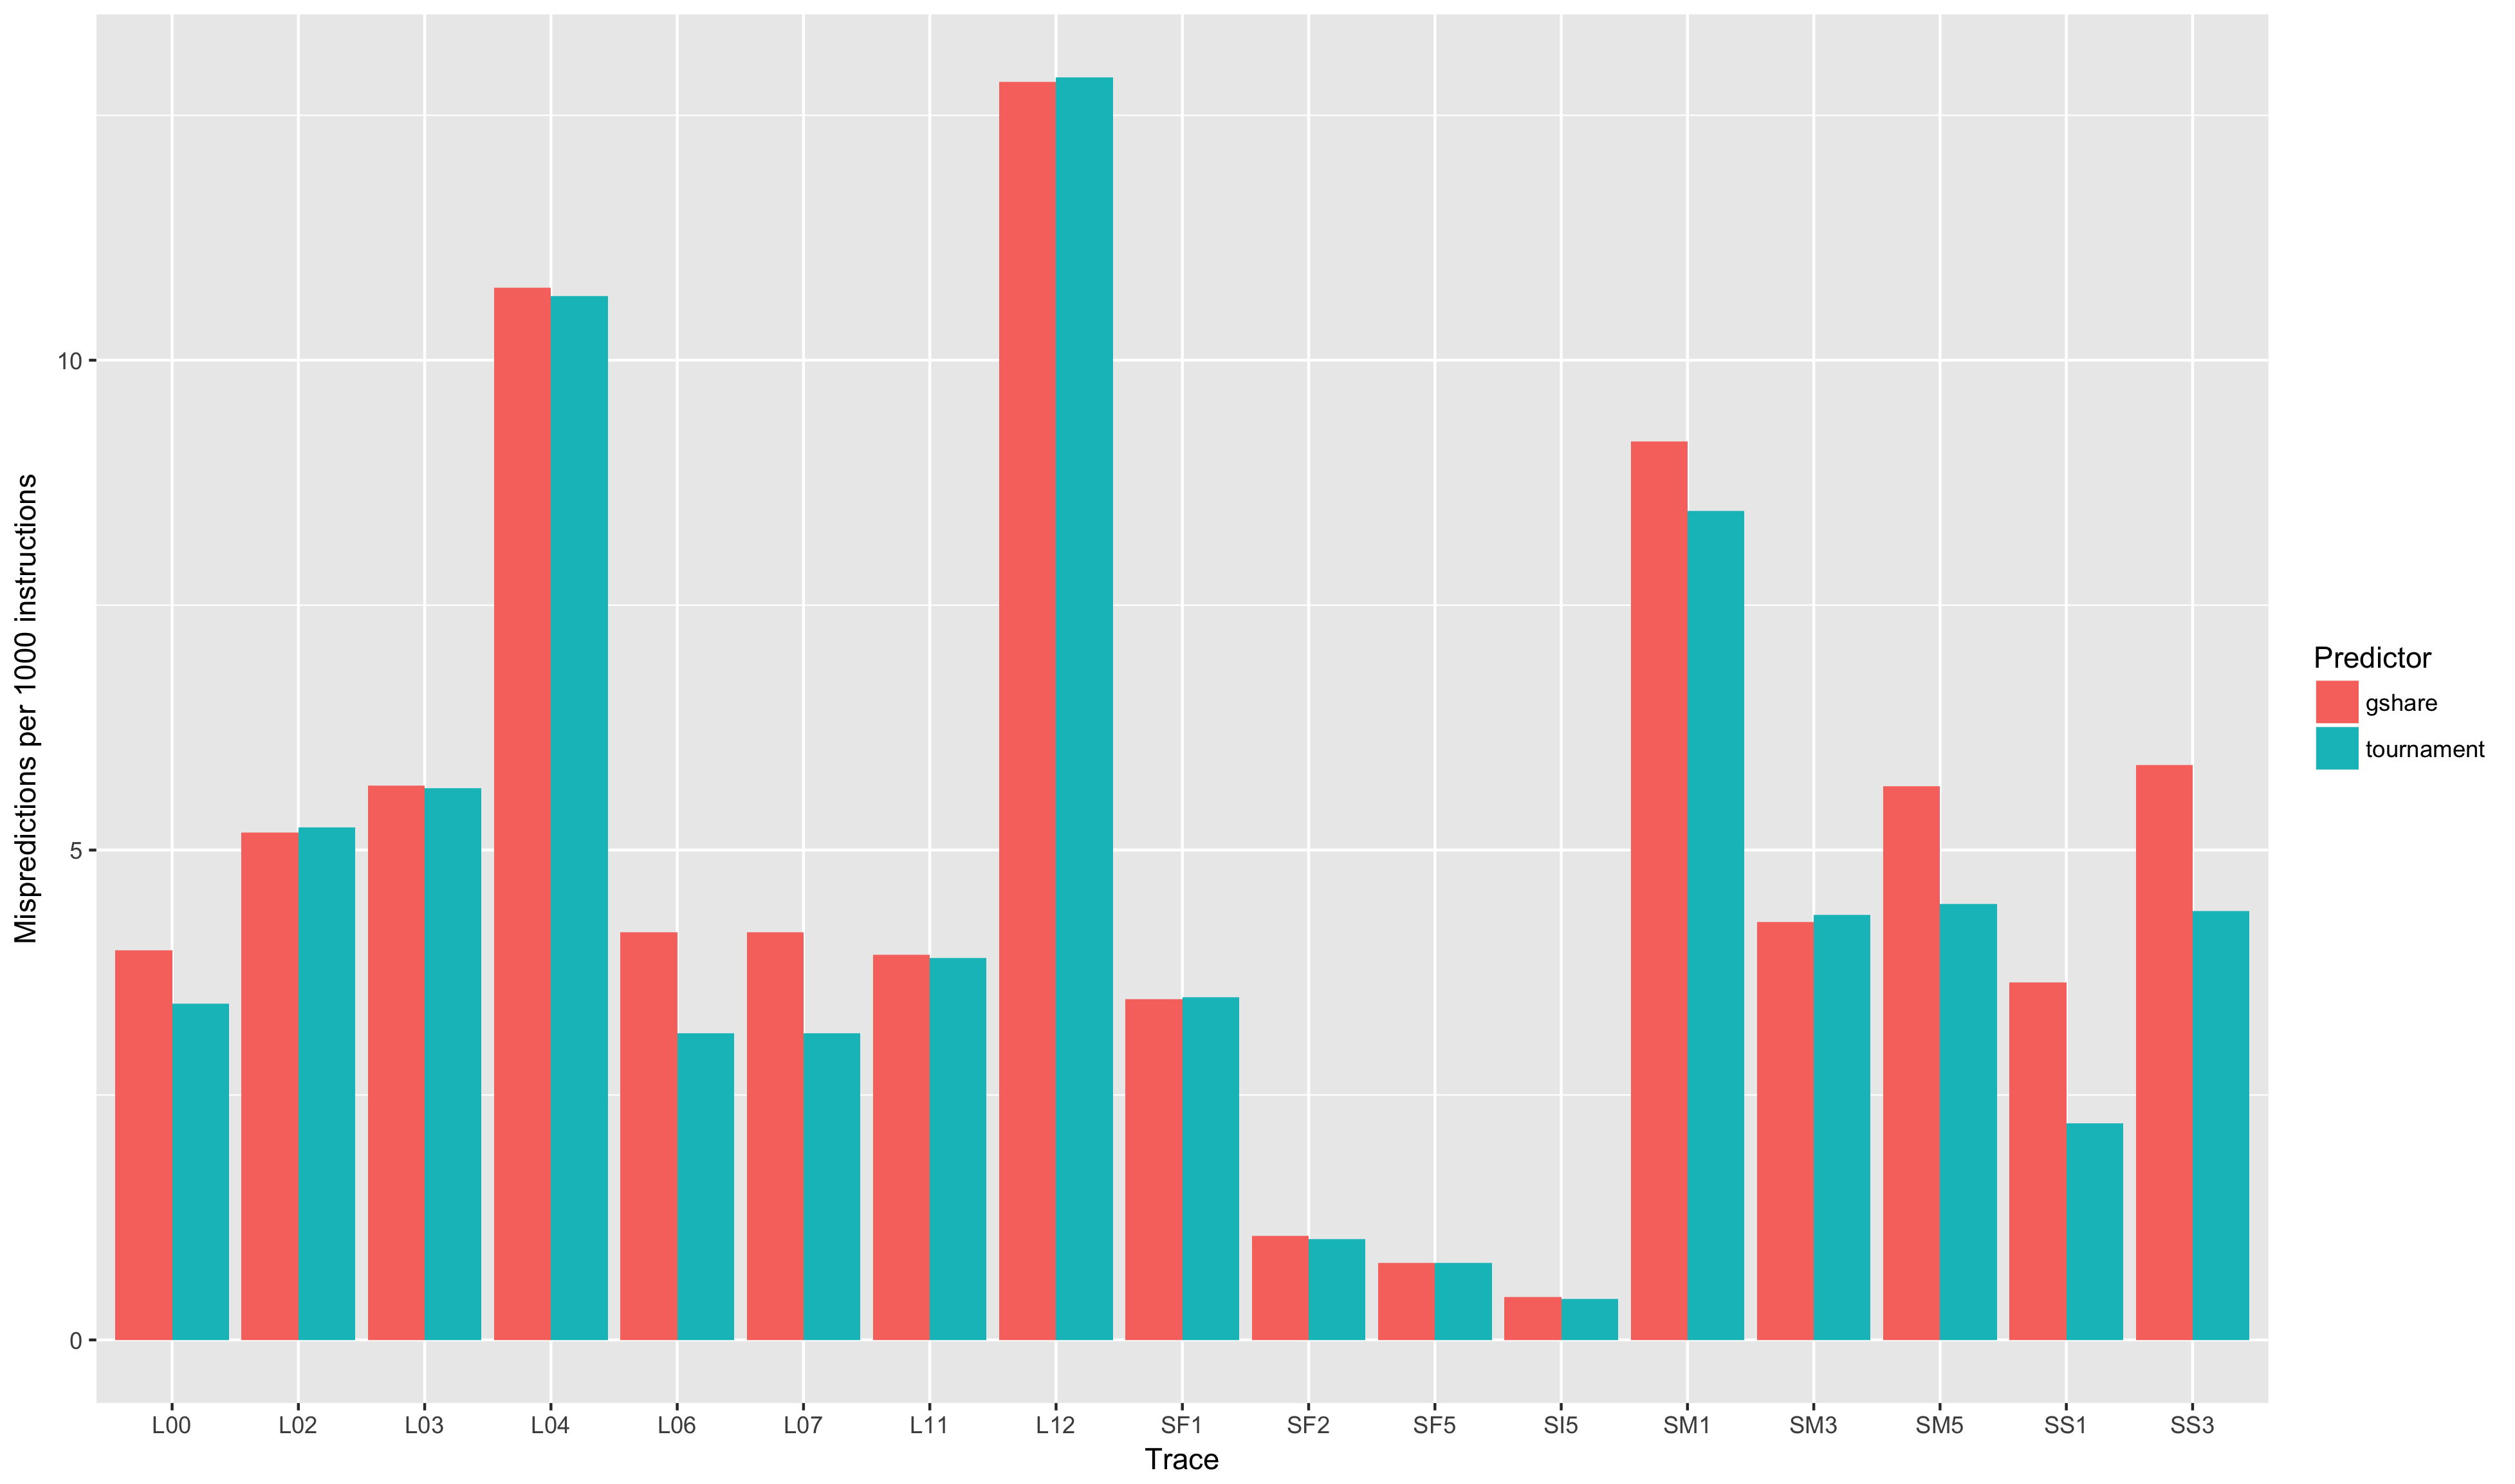 Mispredictions per 1000 instructions
10
5
0
L00 L02 L03 L04 L06 L07 L11 L12 SF1 SF2 SF5 SI5 SM1 SM3 SM5 SS1 SS3
Trace
Predictor
gshare
tournament